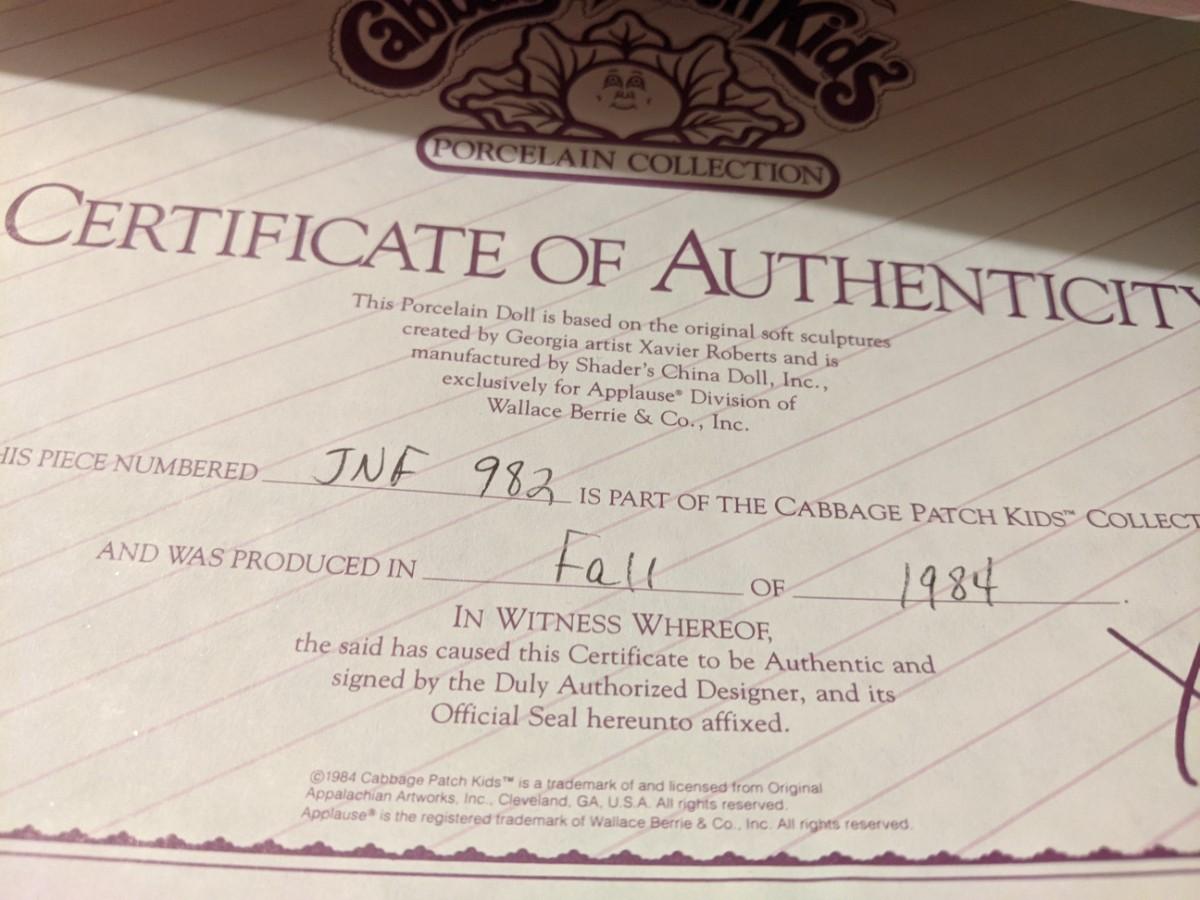 Kids
PORCELAIN COLLECTION
CERTIFICATE OF AUTHENTICITY
This Porcelain Doll is based on the original soft sculptures
created by Georgia artist Xavier Roberts and is
manufactured by Shader's China Doll, Inc.,
exclusively for Applause® Division of
Wallace Berrie & Co., Inc.
HIS PIECE NUMBERED JNF 982 IS PART OF THE CABBAGE PATCH KIDS™ COLLECT
AND WAS PRODUCED IN Fall OF 1984.
IN WITNESS WHEREOF,
the said has caused this Certificate to be Authentic and
signed by the Duly Authorized Designer, and its
Official Seal hereunto affixed.
©1984 Cabbage Patch Kids™ is a trademark of and licensed from Original
Appalachian Artworks, Inc., Cleveland, GA, U.S.A. All rights reserved.
Applause® is the registered trademark of Wallace Berrie & Co., Inc. All rights reserved.